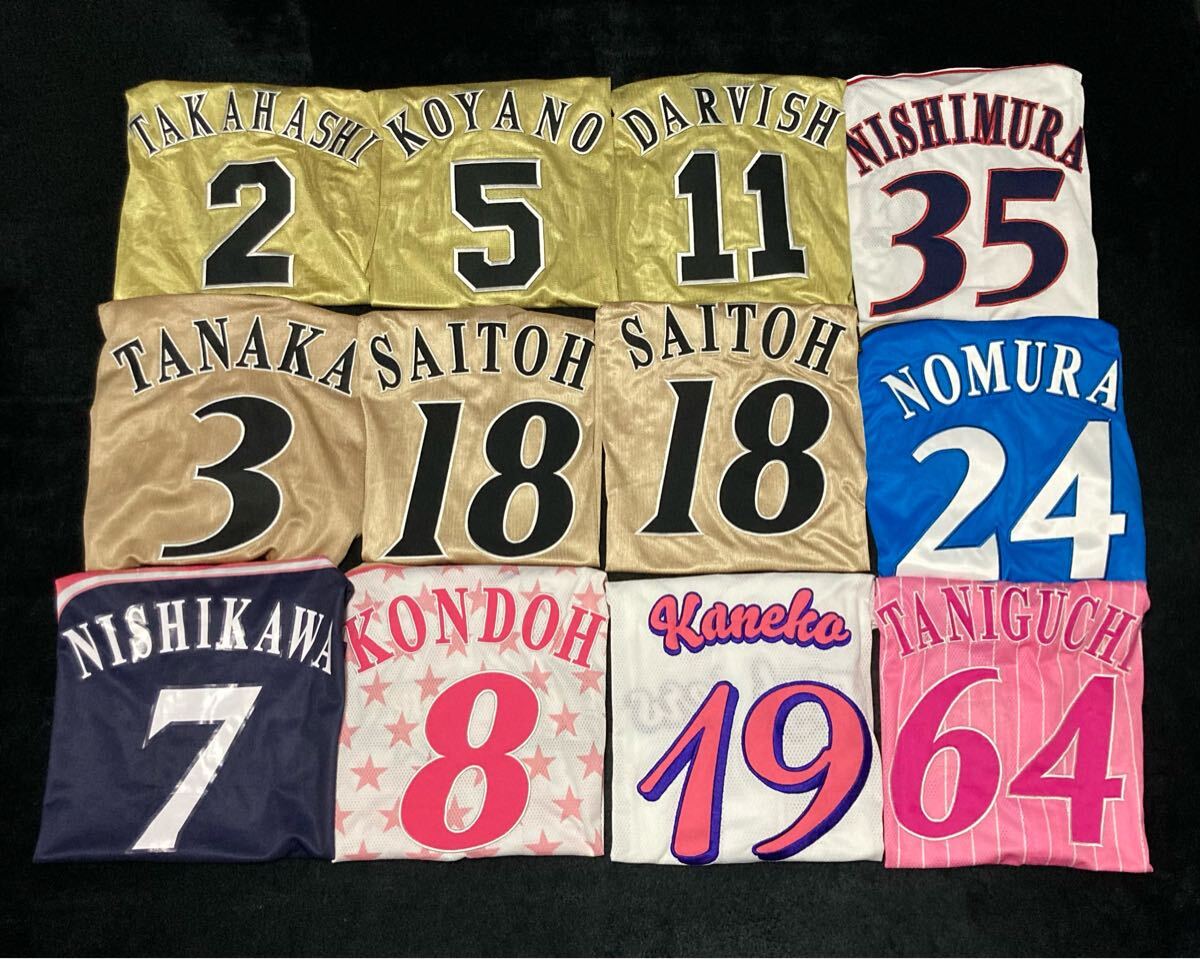 TAKAHASHI
2
KOYANO
5
DARVISH
11
NISHIMURA
35
TANAKA
3
SAITOH
18
SAITOH
18
NOMURA
24
NISHIKAWA
7
KONDOH
8
Kaneko
19
TANIGUCHI
64